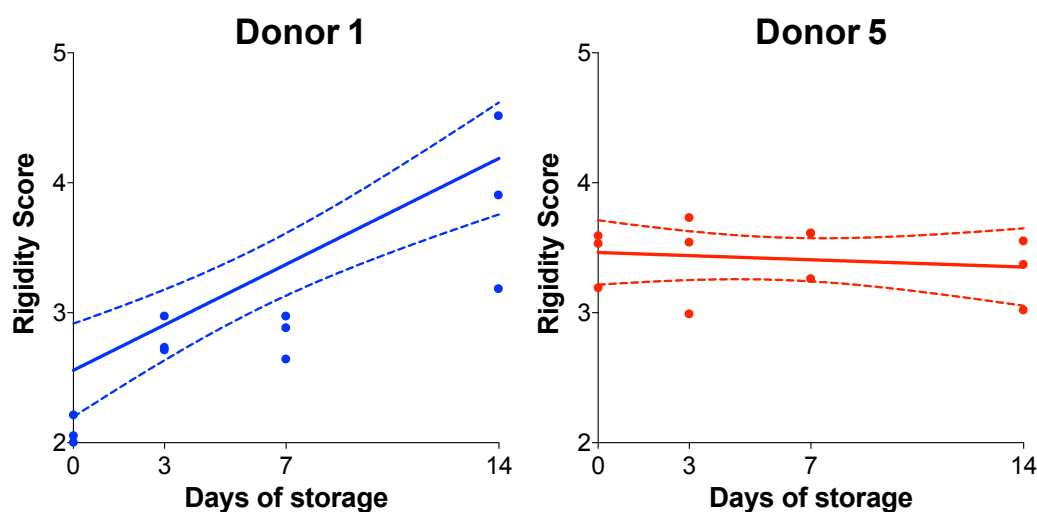 Donor 1
5
4
3
2
Rigidity Score
0 3 7 14
Days of storage
Donor 5
5
4
3
2
Rigidity Score
0 3 7 14
Days of storage